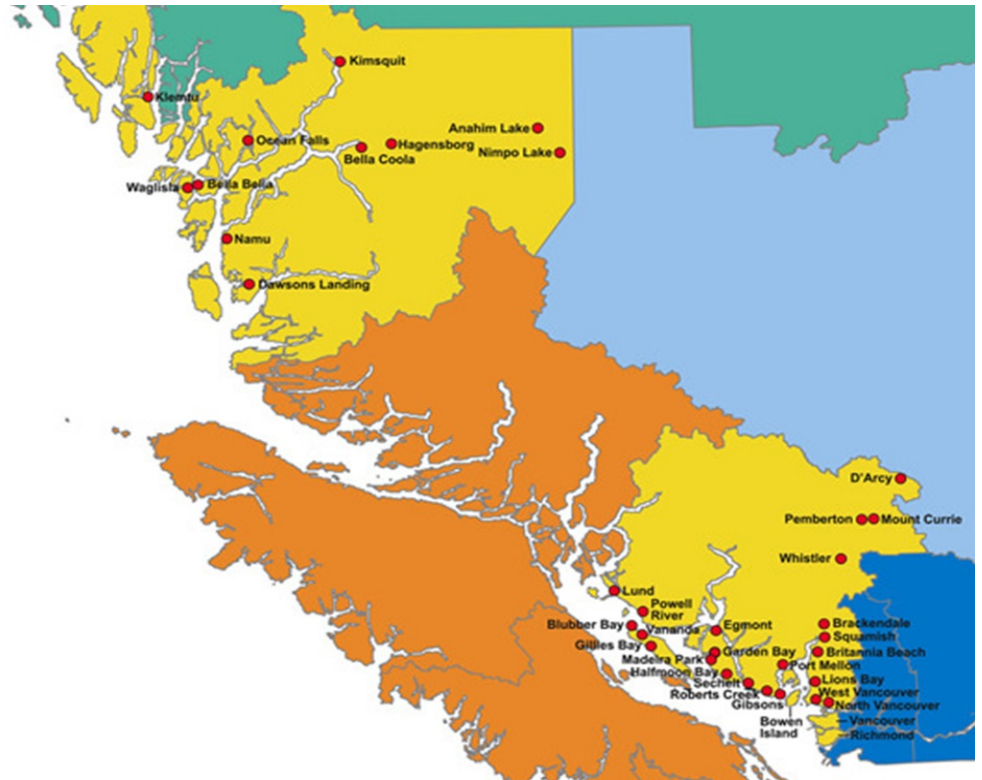 Kimsquit
Klemtu
Anahim Lake
Ocean Falls
Hagensborg
Nimpo Lake
Bella Coola
Waglisla
Bella Bella
Namu
Dawsons Landing
D'Arcy
Pemberton
Mount Currie
Whistler
Lund
Powell
River
Blubber Bay
Vananda
Egmont
Brackendale
Squamish
Gillies Bay
Garden Bay
Britannia Beach
Madeira Park
Port Mellon
Halfmoon Bay
Sechelt
Lions Bay
Roberts Creek
West Vancouver
Gibsons
North Vancouver
Bowen
Island
Vancouver
Richmond